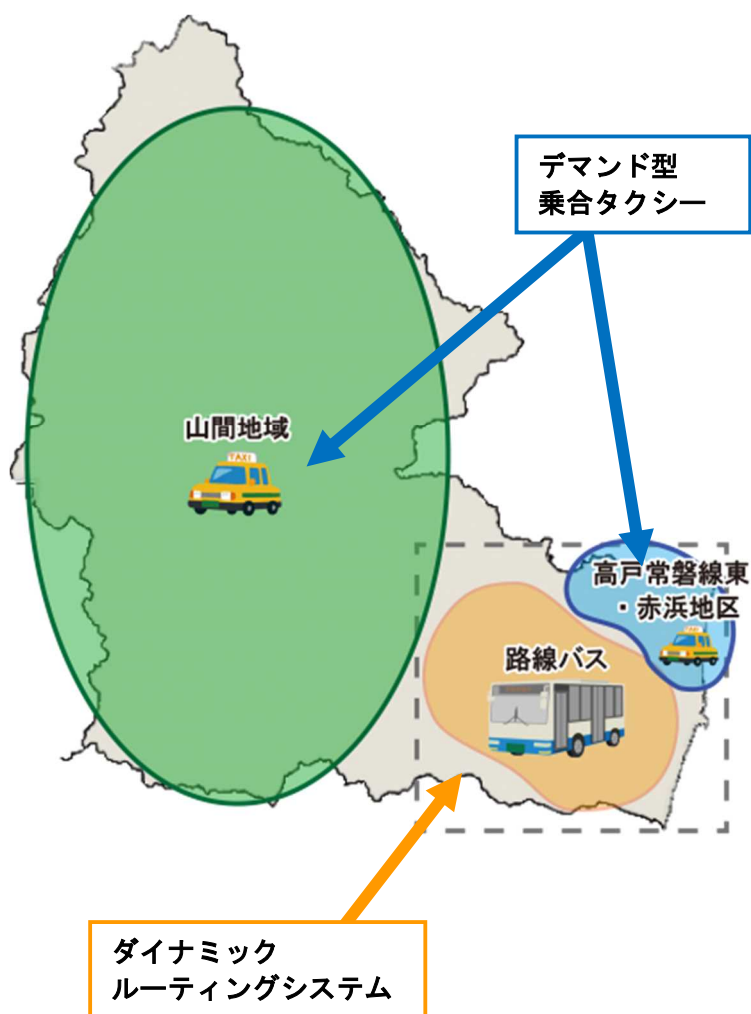 デマンド型
乗合タクシー
山間地域
TAXI
高戸常磐線東
・赤浜地区
TAXI
路線バス
ダイナミック
ルーティングシステム